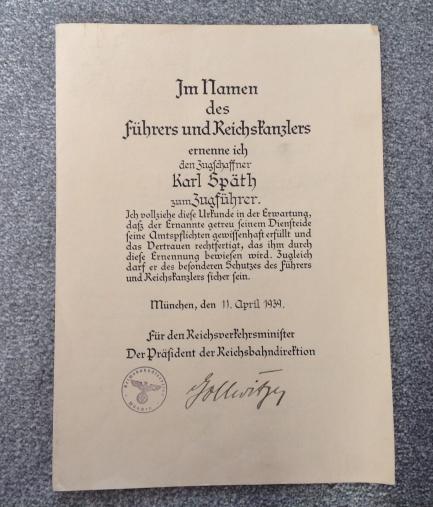 Im Namen
des
Führers und Reichskanzlers
ernenne ich
den Zugschaffner
Karl Späth
zum Zugführer.
Ich vollziehe diese Urkunde in der Erwartung,
daß der Ernannte getreu seinem Diensteide
seine Amtspflichten gewissenhaft erfüllt und
das Vertrauen rechtfertigt, das ihm durch
diese Ernennung bewiesen wird. Zugleich
darf er des besonderen Schutzes des Führers
und Reichskanzlers sicher sein.
München, den 11. April 1939.
Für den Reichsverkehrsminister
Der Präsident der Reichsbahndirektion
Reichsbahndirektion
München
Gollwitzer